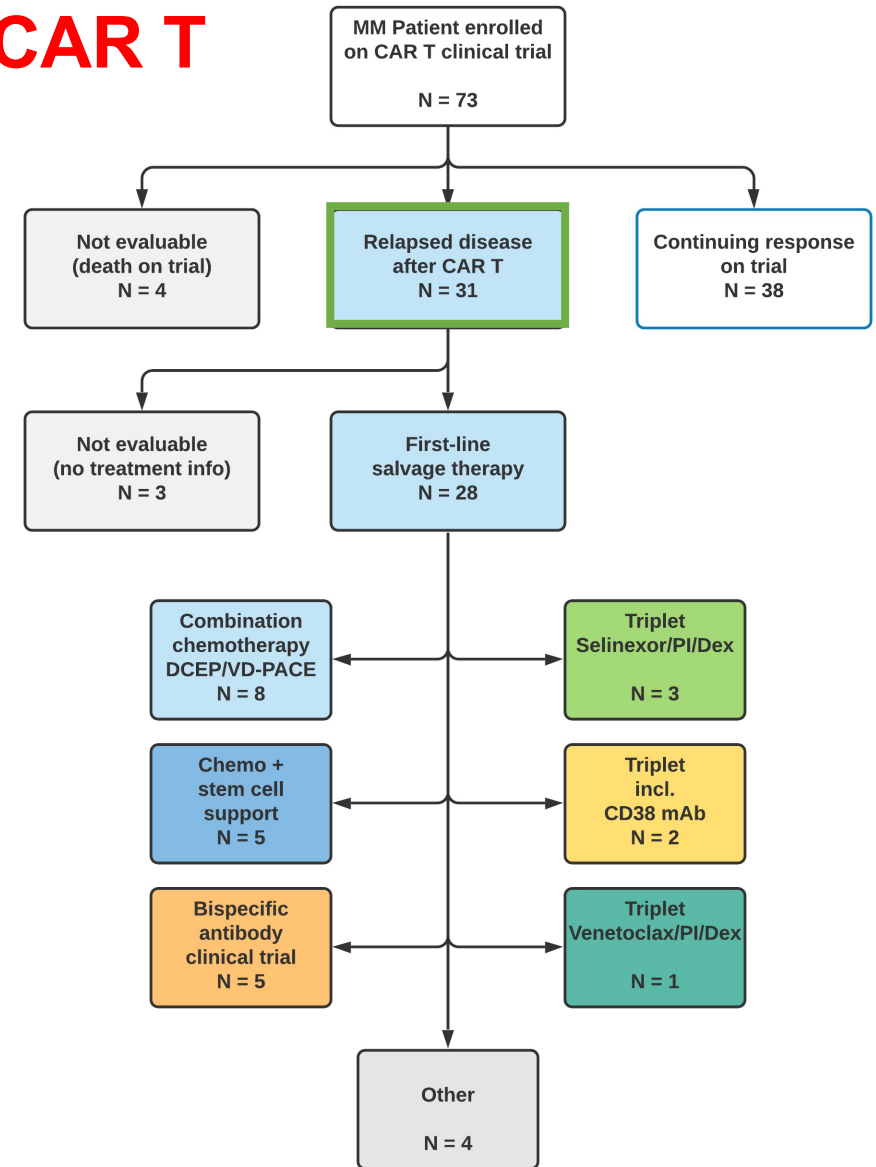 CAR T
MM Patient enrolled
on CAR T clinical trial
N = 73
Not evaluable
(death on trial)
N = 4
Relapsed disease
after CAR T
N = 31
Continuing response
on trial
N = 38
Not evaluable
(no treatment info)
N = 3
First-line
salvage therapy
N = 28
Combination
chemotherapy
DCEP/VD-PACE
N = 8
Triplet
Selinexor/PI/Dex
N = 3
Chemo +
stem cell
support
N = 5
Triplet
incl.
CD38 mAb
N = 2
Bispecific
antibody
clinical trial
N = 5
Triplet
Venetoclax/PI/Dex
N = 1
Other
N = 4